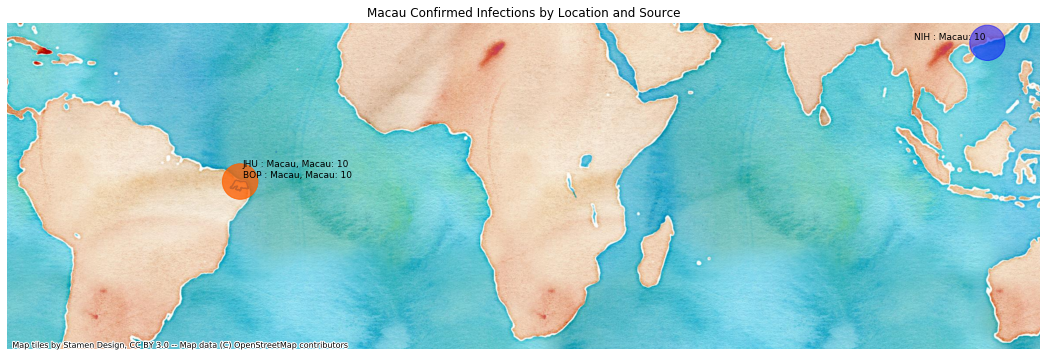 Macau Confirmed Infections by Location and Source
NIH : Macau: 10
JHU : Macau, Macau: 10
BOP : Macau, Macau: 10
Map tiles by Stamen Design, CC BY 3.0 -- Map data (C) OpenStreetMap contributors